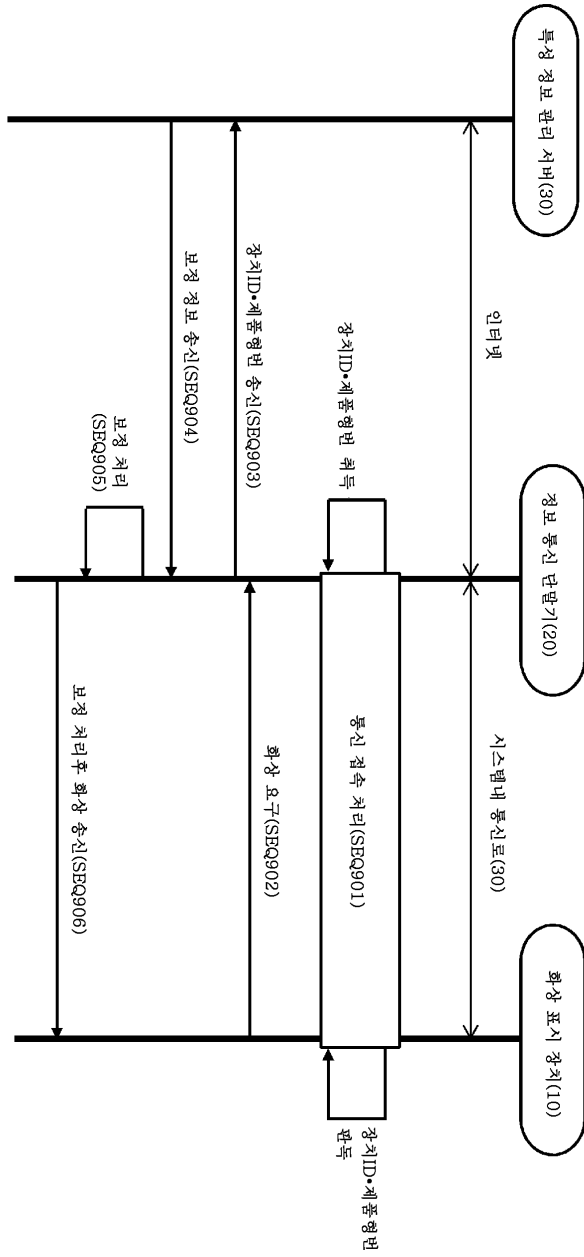 특성 정보 관리 서버(30)
정보 통신 단말기(20)
화상 표시 장치(10)
인터넷
시스템내 통신로(30)
장치ID•제품형번 취득
통신 접속 처리(SEQ901)
장치ID•제품형번
판독
화상 요구(SEQ902)
장치ID•제품형번 송신(SEQ903)
보정 정보 송신(SEQ904)
보정 처리
(SEQ905)
보정 처리후 화상 송신(SEQ906)